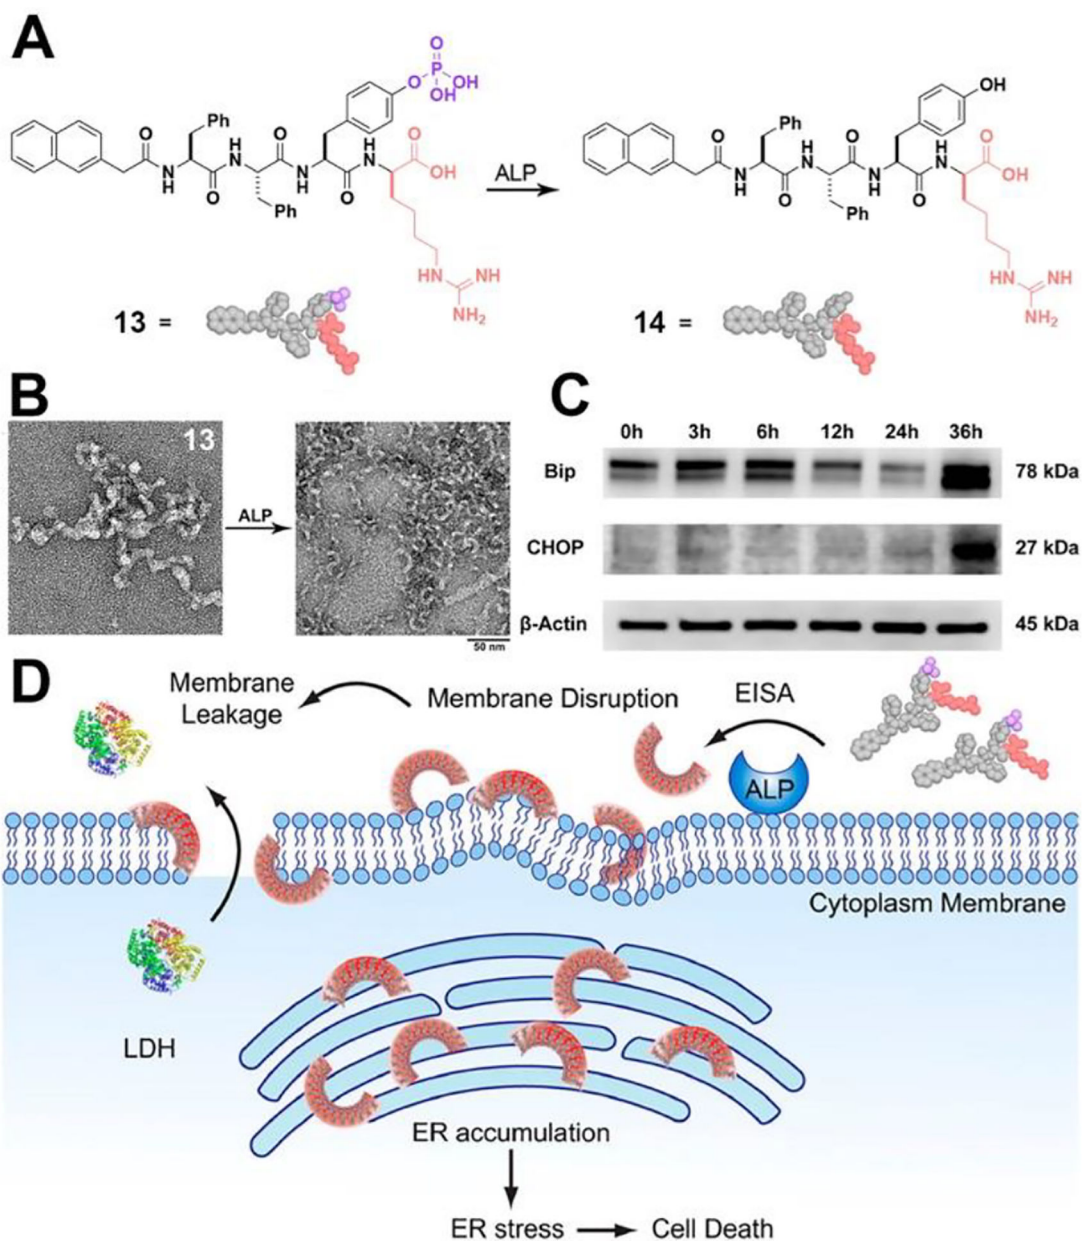 A
O
P
O
OH
OH
Ph
O
O
H
N
N
H
O
Ph
N
H
O
H
N
O
OH
HN
NH
NH₂
13 =
ALP
OH
Ph
O
O
H
N
N
H
O
Ph
N
H
O
H
N
O
OH
HN
NH
NH₂
14 =
B
13
ALP
50 nm
C
0h 3h 6h 12h 24h 36h
Bip 78 kDa
CHOP 27 kDa
β-Actin 45 kDa
D
Membrane
Leakage
Membrane Disruption
EISA
ALP
Cytoplasm Membrane
LDH
ER accumulation
ER stress
Cell Death